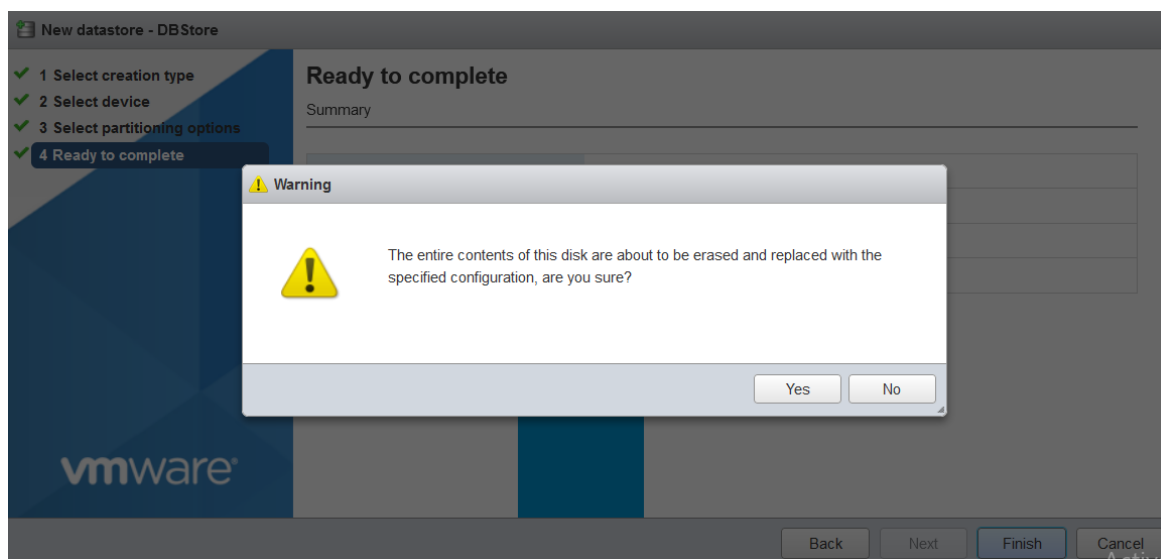 New datastore - DBStore
1 Select creation type
2 Select device
3 Select partitioning options
4 Ready to complete
Ready to complete
Summary
Warning
The entire contents of this disk are about to be erased and replaced with the
specified configuration, are you sure?
Yes No
vmware®
Back Next Finish Cancel